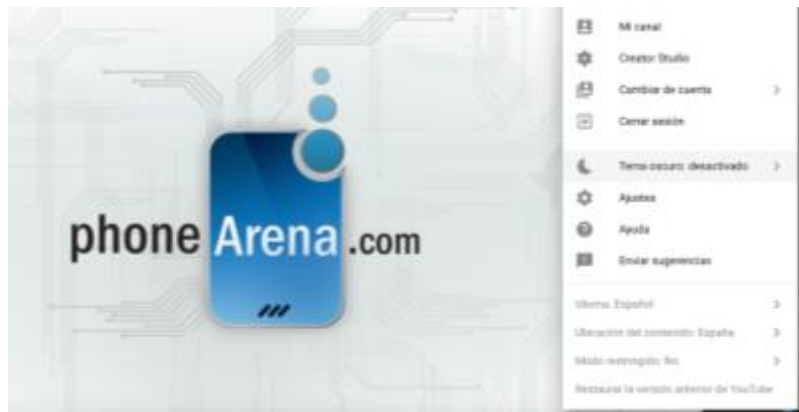 phone Arena .com
Mi canal
Creator Studio
Cambiar de cuenta
Cerrar sesión
Tema oscuro: desactivado
Ajustes
Ayuda
Enviar sugerencias
Idioma: Español
Ubicación del contenido: España
Modo restringido: No
Restaurar la versión anterior de YouTube